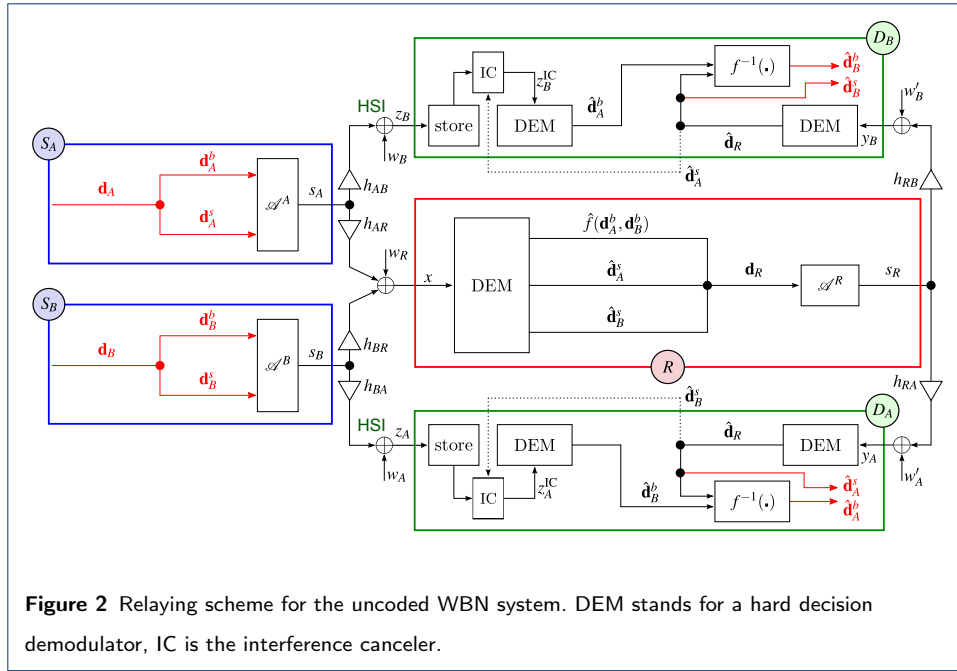 D_B
IC
z_B^IC
f^{-1}(.)
d̂_B^b
d̂_B^s
HSI
z_B
store
DEM
d̂_A^b
DEM
y_B
w'_B
w_B
d̂_R
d̂_A^s
h_RB
S_A
d_A
d_A^b
d_A^s
𝒜^A
s_A
h_AB
h_AR
w_R
x
DEM
f̂(d_A^b, d_B^b)
d̂_A^s
d̂_B^s
d_R
𝒜^R
s_R
R
S_B
d_B
d_B^b
d_B^s
𝒜^B
s_B
h_BR
h_BA
h_RA
d̂_B^s
D_A
HSI
z_A
store
DEM
d̂_R
DEM
y_A
w'_A
w_A
IC
z_A^IC
d̂_B^b
f^{-1}(.)
d̂_A^s
d̂_A^b
Figure 2 Relaying scheme for the uncoded WBN system. DEM stands for a hard decision
demodulator, IC is the interference canceler.